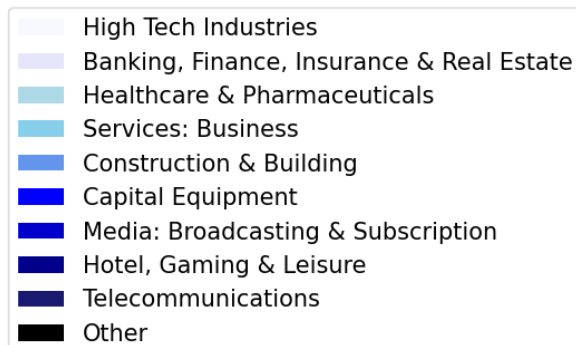 High Tech Industries
Banking, Finance, Insurance & Real Estate
Healthcare & Pharmaceuticals
Services: Business
Construction & Building
Capital Equipment
Media: Broadcasting & Subscription
Hotel, Gaming & Leisure
Telecommunications
Other